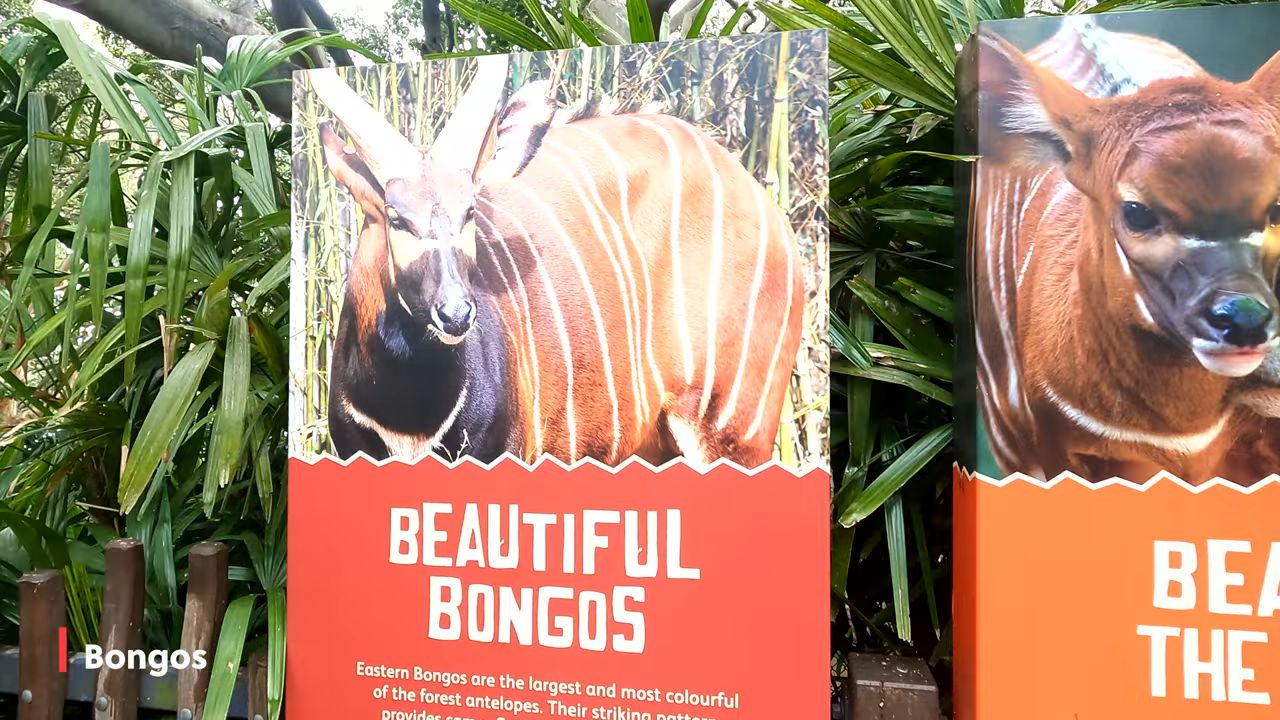 BEAUTIFUL
BONGOS
Eastern Bongos are the largest and most colourful
of the forest antelopes. Their striking
provides
BEA
THE
Bongos